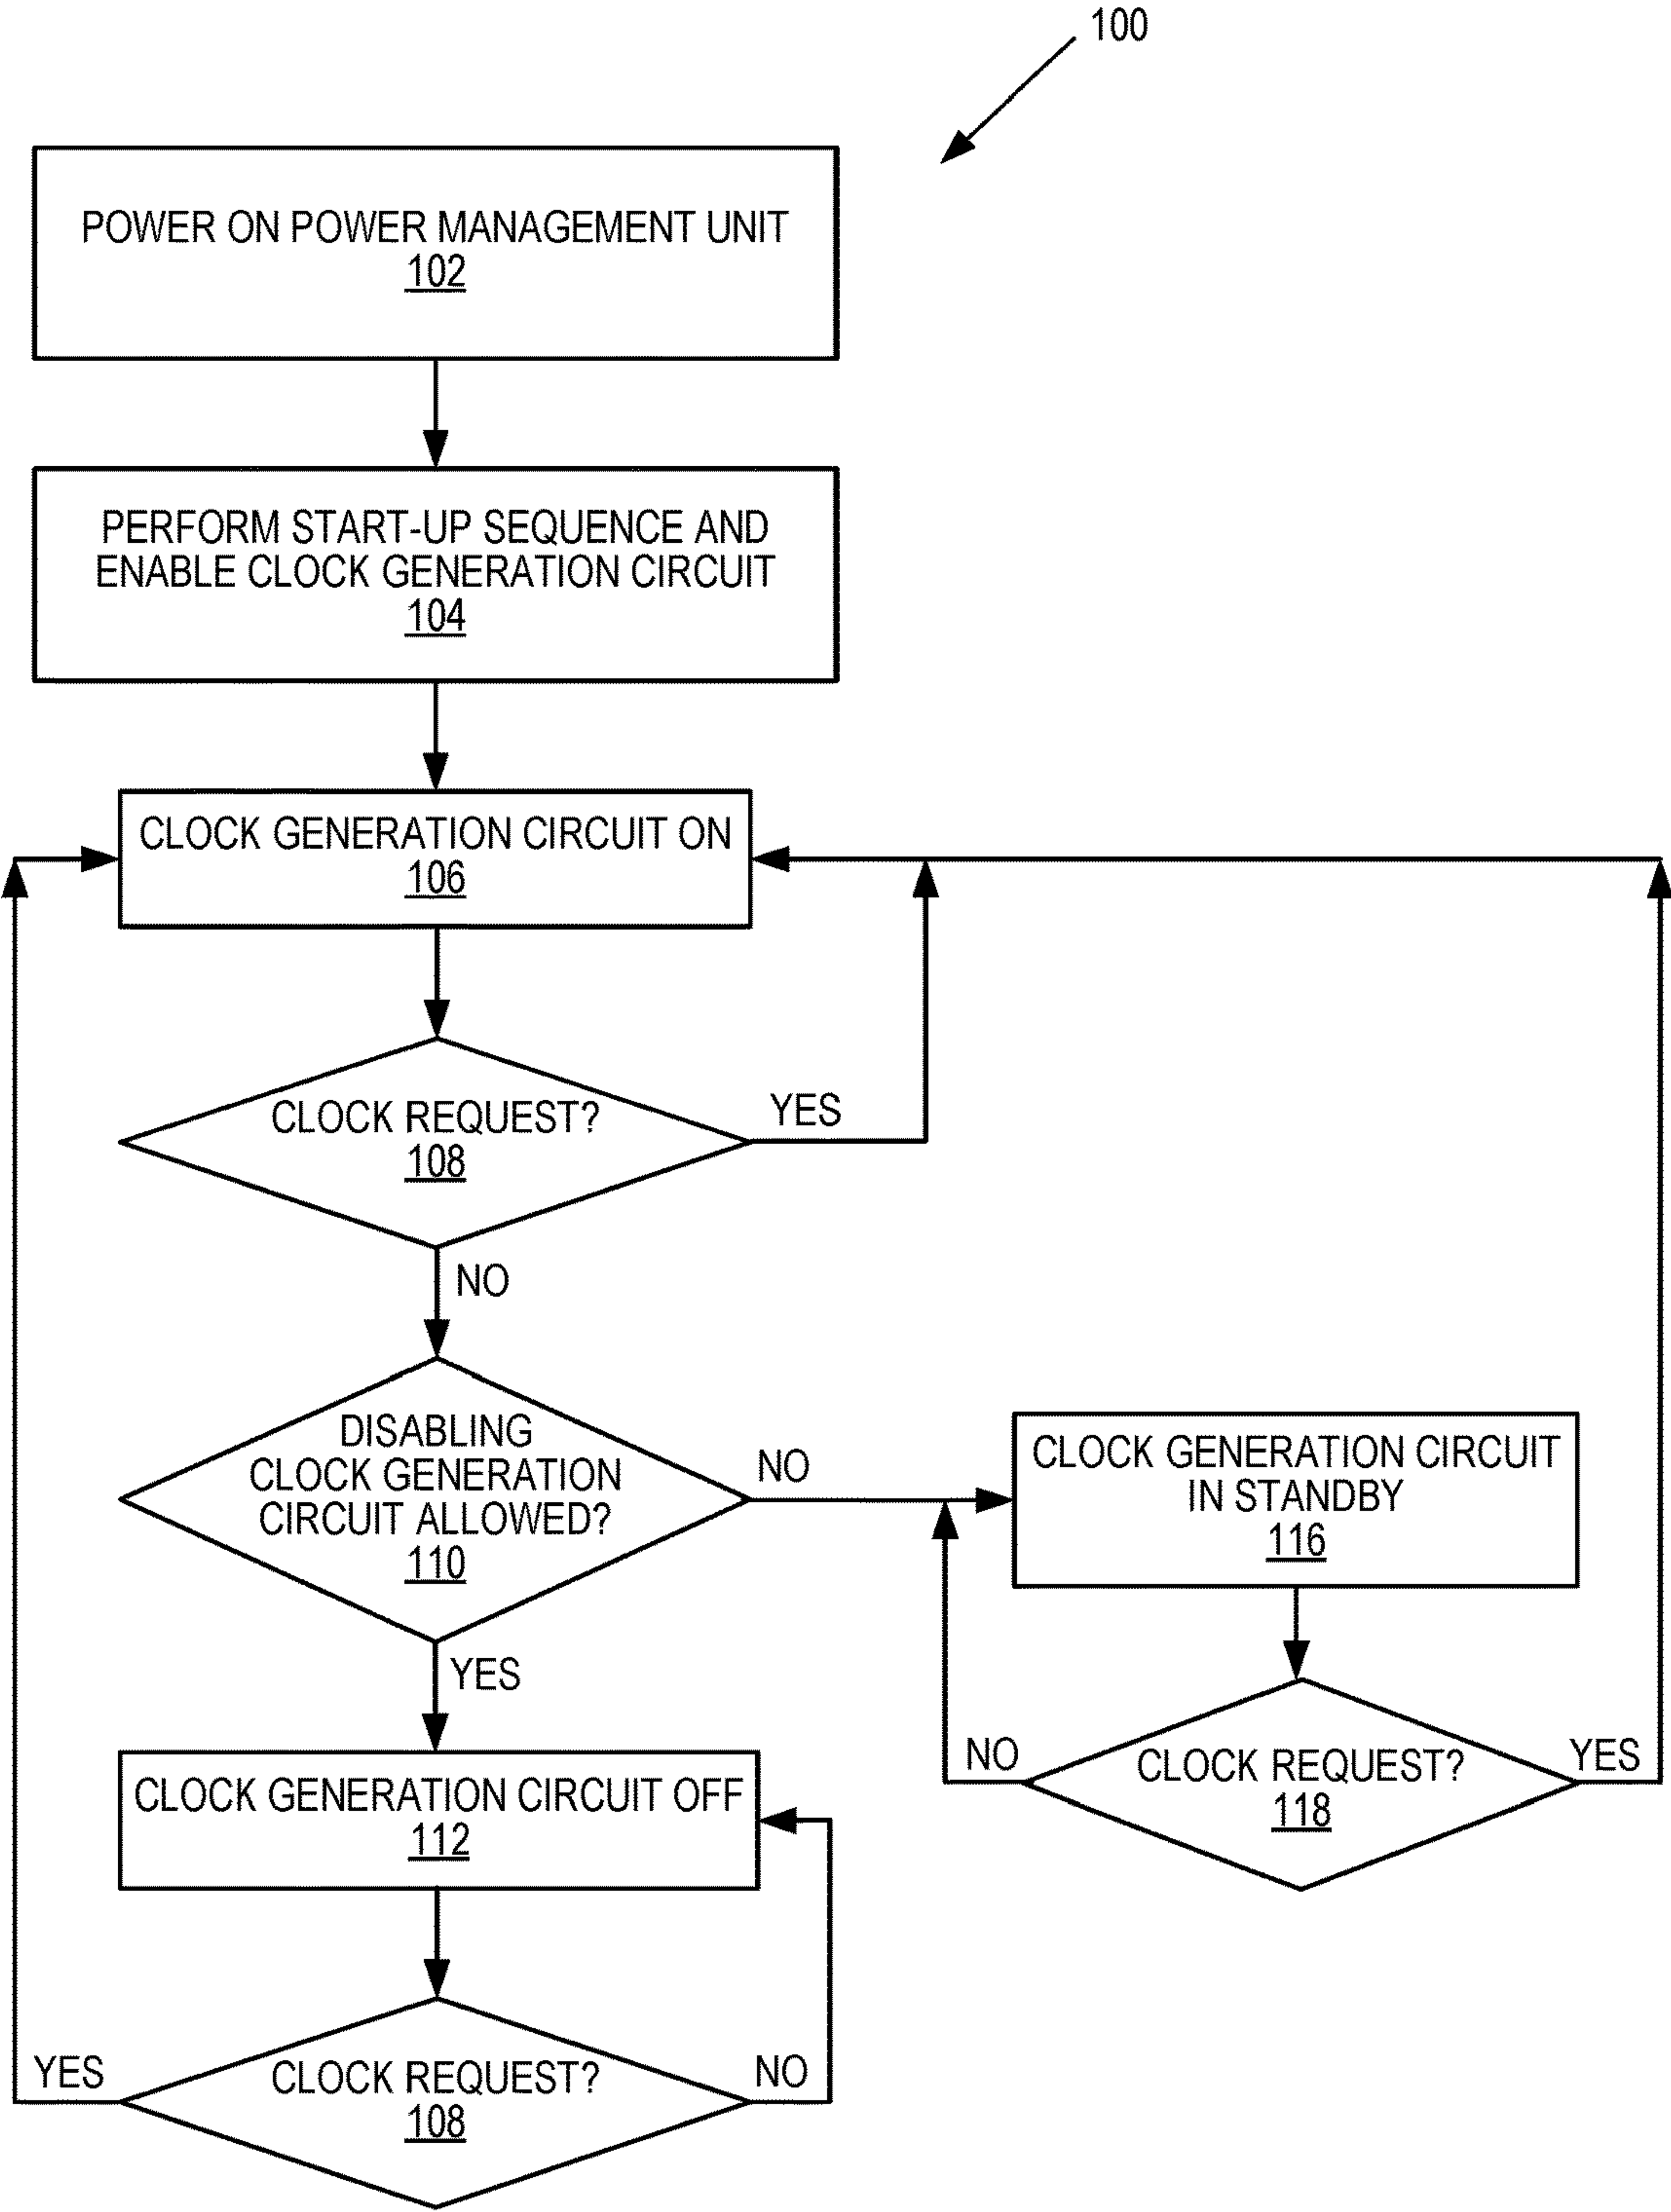 100
POWER ON POWER MANAGEMENT UNIT
102
PERFORM START-UP SEQUENCE AND
ENABLE CLOCK GENERATION CIRCUIT
104
CLOCK GENERATION CIRCUIT ON
106
CLOCK REQUEST?
108
YES
NO
DISABLING
CLOCK GENERATION
CIRCUIT ALLOWED?
110
NO
YES
CLOCK GENERATION CIRCUIT
IN STANDBY
116
CLOCK REQUEST?
118
NO
YES
CLOCK GENERATION CIRCUIT OFF
112
CLOCK REQUEST?
108
YES
NO